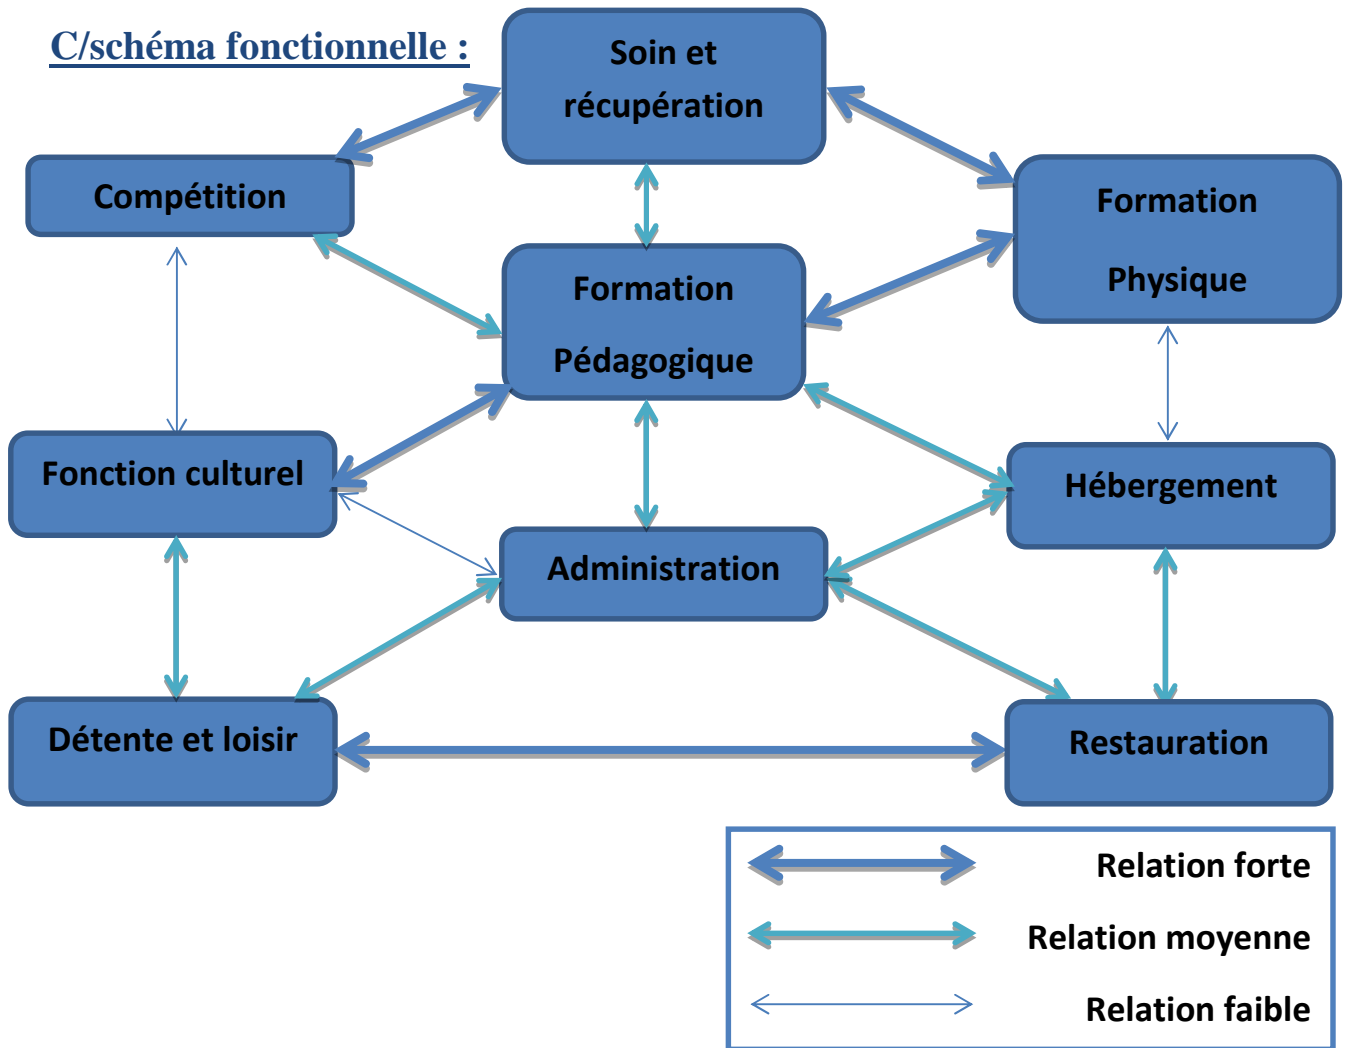 C/schéma fonctionnelle :
Soin et
récupération
Compétition
Formation
Physique
Formation
Pédagogique
Fonction culturel
Hébergement
Administration
Détente et loisir
Restauration
Relation forte
Relation moyenne
Relation faible